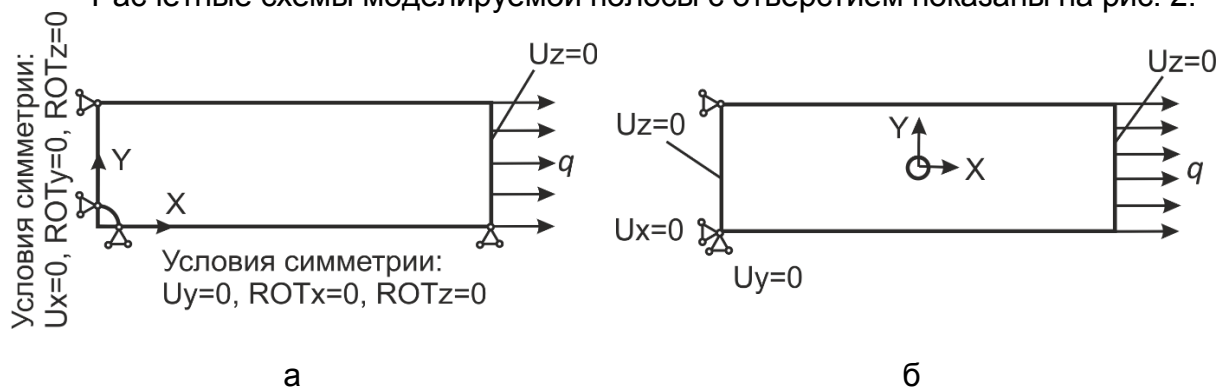 Расчетные схемы моделируемой полосы с отверстием показаны на рис. 2.
Условия симметрии:
Ux=0, ROTy=0, ROTz=0
Uz=0
Y
X
q
Условия симметрии:
Uy=0, ROTx=0, ROTz=0
а
Uz=0
Uz=0
Y
X
q
Ux=0
Uy=0
б